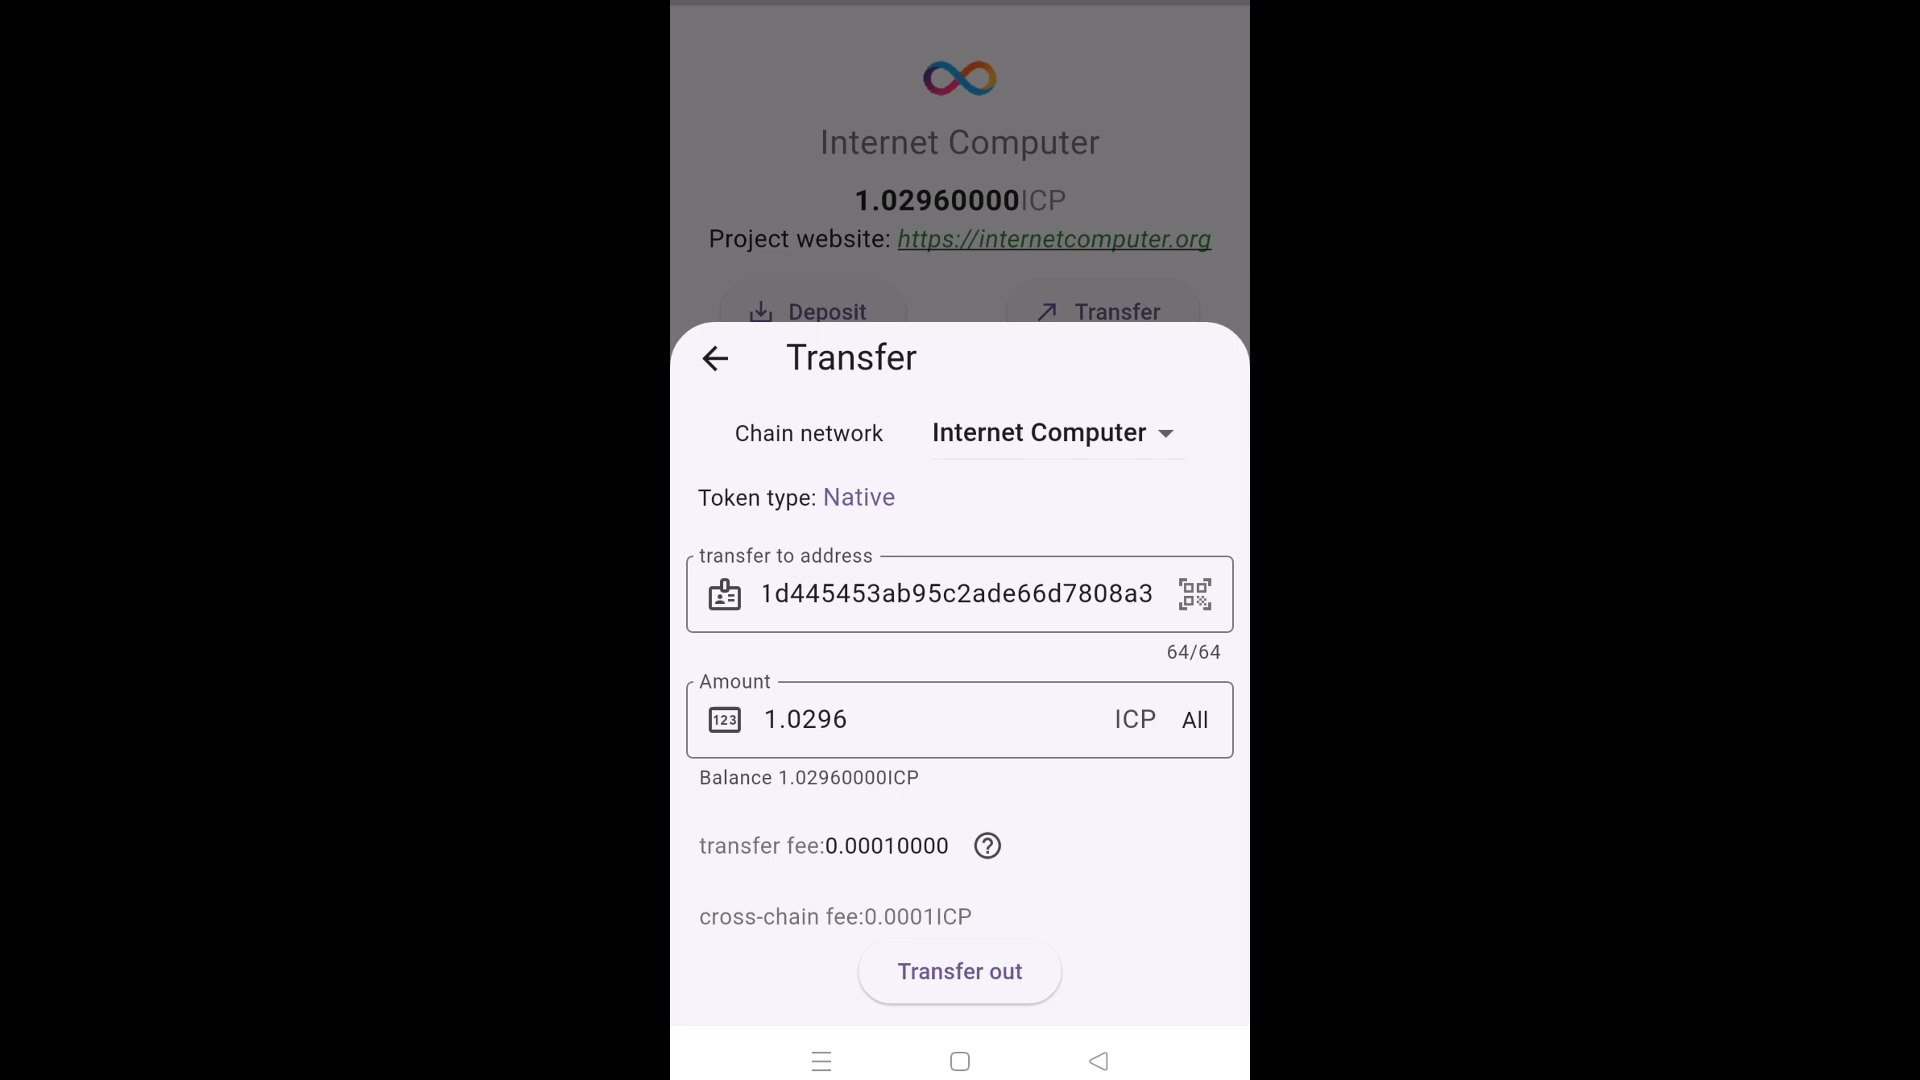 Internet Computer
1.02960000ICP
Project website: https://internetcomputer.org
Deposit
Transfer
Transfer
Chain network
Internet Computer
Token type: Native
transfer to address
1d445453ab95c2ade66d7808a3
64/64
Amount
123
1.0296
ICP
All
Balance 1.02960000ICP
transfer fee:0.00010000
cross-chain fee:0.0001ICP
Transfer out